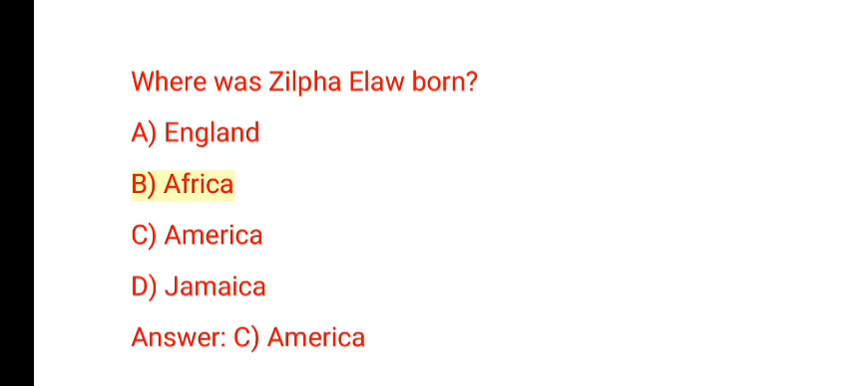 Where was Zilpha Elaw born?
A) England
B) Africa
C) America
D) Jamaica
Answer: C) America